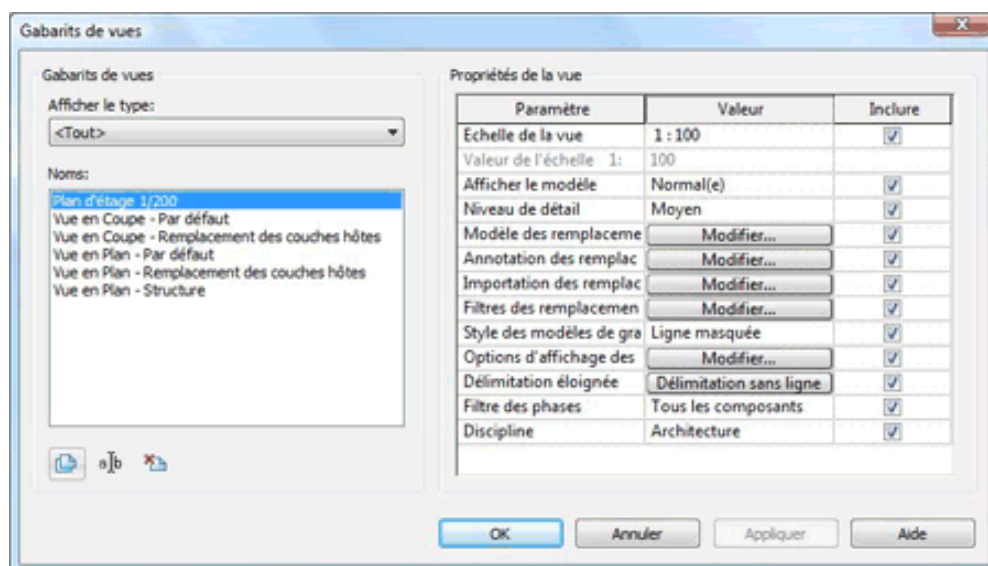 Gabarits de vues
Gabarits de vues
Afficher le type:
<Tout>
Noms:
Plan d'étage 1/200
Vue en Coupe - Par défaut
Vue en Coupe - Remplacement des couches hôtes
Vue en Plan - Par défaut
Vue en Plan - Remplacement des couches hôtes
Vue en Plan - Structure
Propriétés de la vue
Paramètre Valeur Inclure
Echelle de la vue 1 : 100
Valeur de l'échelle 1: 100
Afficher le modèle Normal(e)
Niveau de détail Moyen
Modèle des remplaceme Modifier...
Annotation des remplac Modifier...
Importation des remplac Modifier...
Filtres des remplacemen Modifier...
Style des modèles de gra Ligne masquée
Options d'affichage des Modifier...
Délimitation éloignée Délimitation sans ligne
Filtre des phases Tous les composants
Discipline Architecture
OK Annuler Appliquer Aide